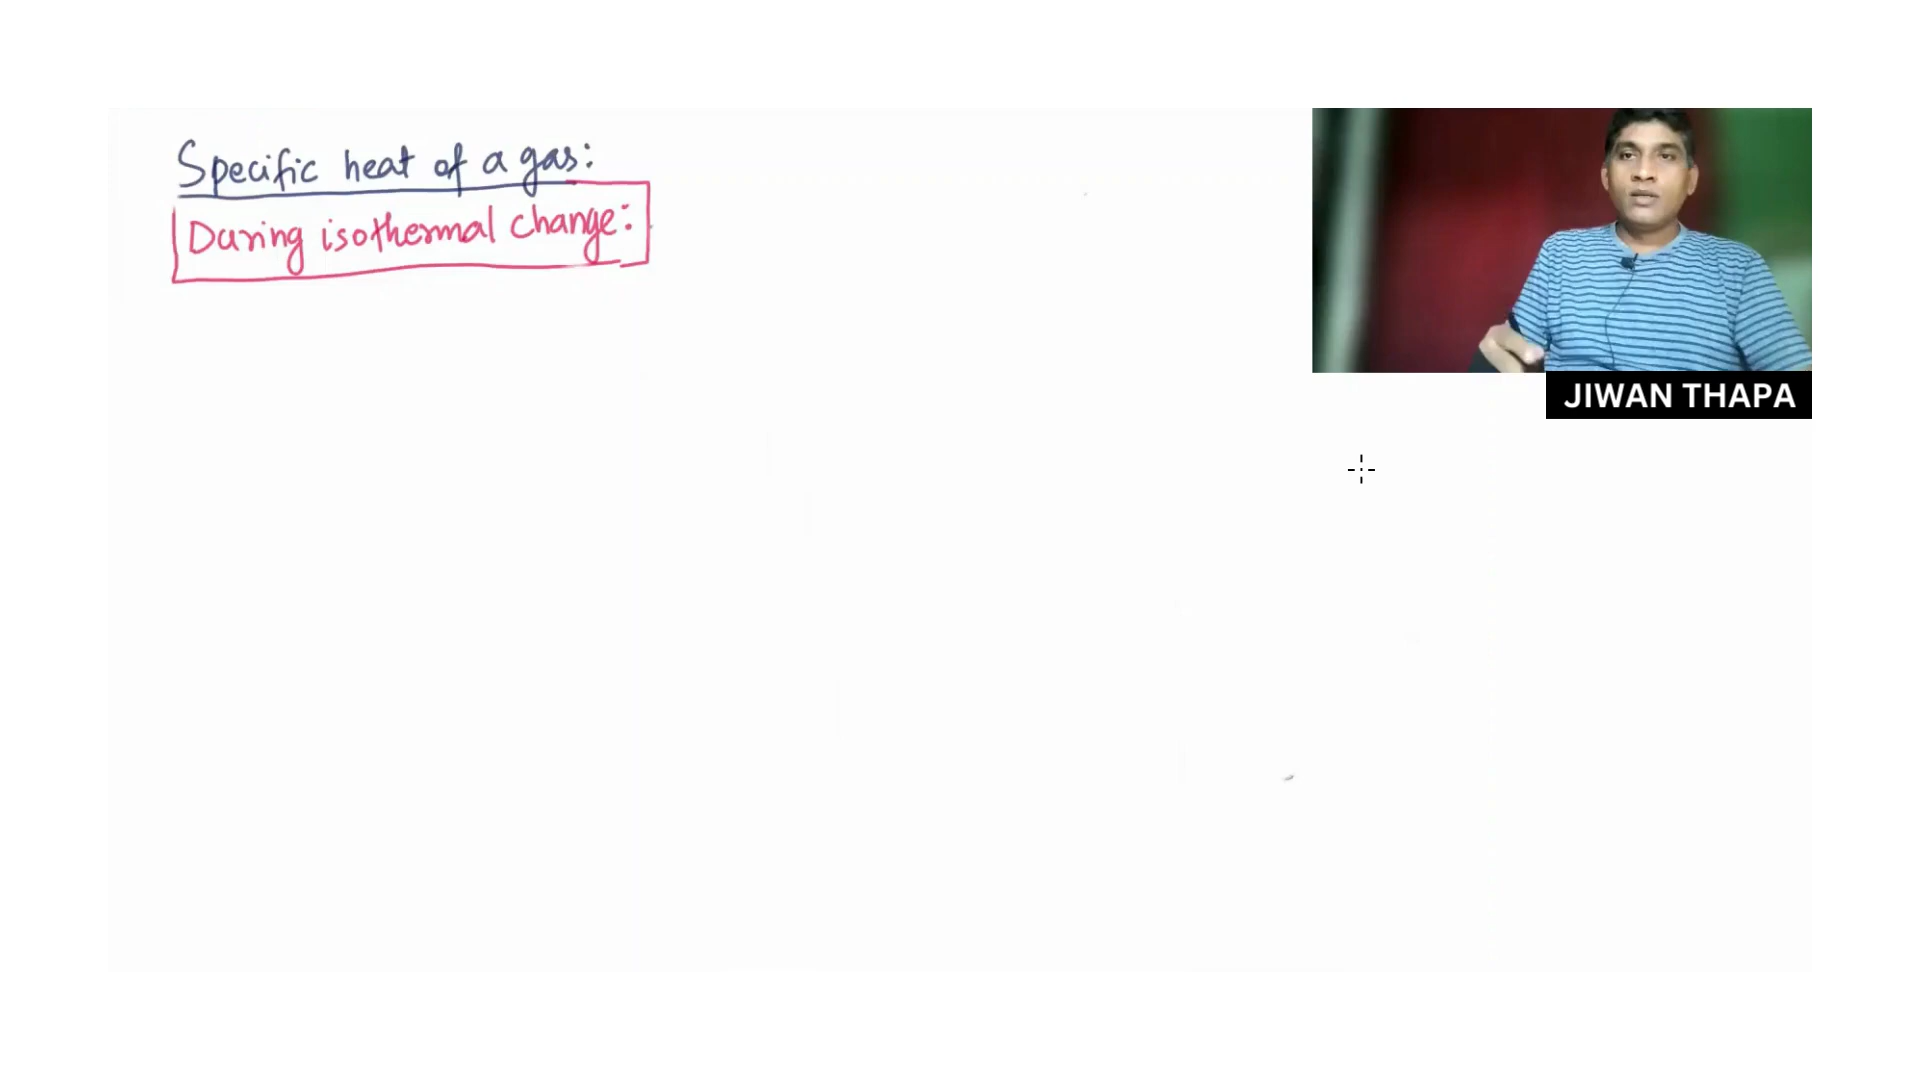 Specific heat of a gas:
During isothermal change:
JIWAN THAPA